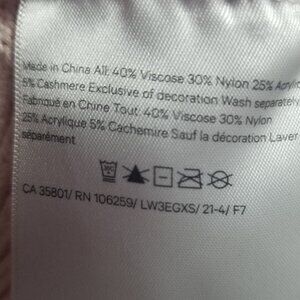 Made in China All: 40% Viscose 30% Nylon 25% Acrylic
5% Cashmere Exclusive of decoration Wash separately
Fabriqué en Chine Tout: 40% Viscose 30% Nylon
25% Acrylique 5% Cachemire Sauf la décoration Laver
séparément
CA 35801/ RN 106259/ LW3EGXS/ 21-4/ F7